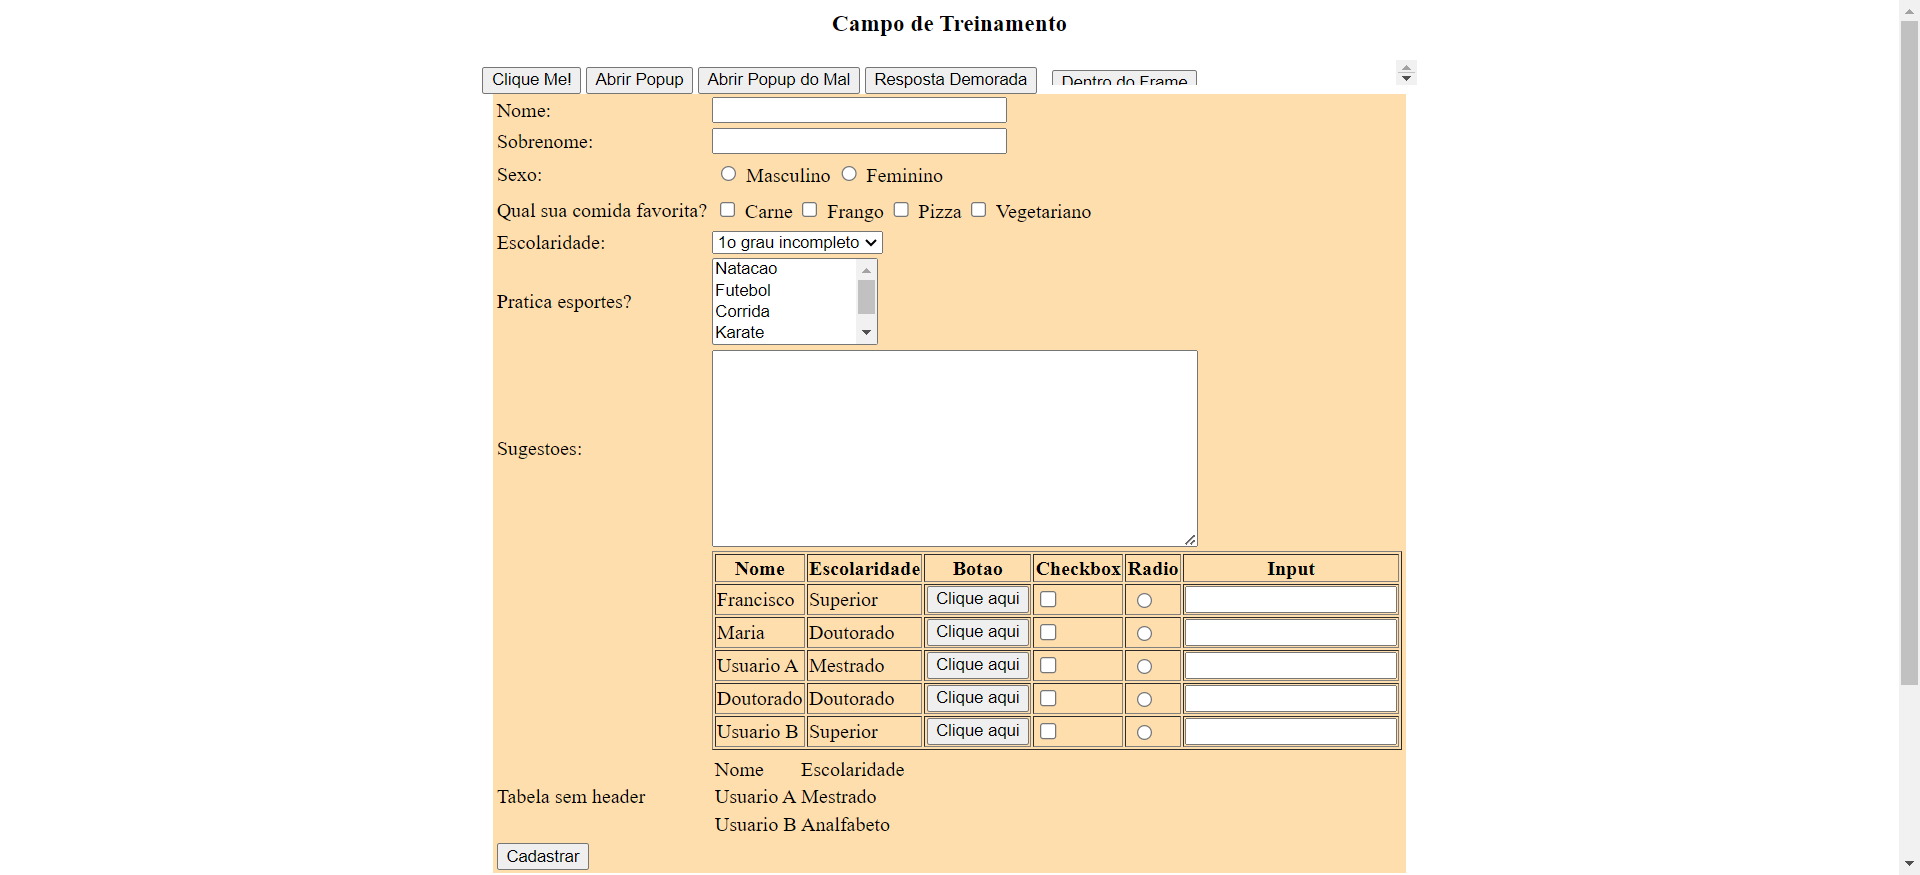 Campo de Treinamento
Clique Me! Abrir Popup Abrir Popup do Mal Resposta Demorada Dentro do Frame
Nome:
Sobrenome:
Sexo: Masculino Feminino
Qual sua comida favorita? Carne Frango Pizza Vegetariano
Escolaridade: 1o grau incompleto
Natacao
Futebol
Pratica esportes?
Corrida
Karate
Sugestoes:
Nome Escolaridade Botao Checkbox Radio Input
Francisco Superior Clique aqui
Maria Doutorado Clique aqui
Usuario A Mestrado Clique aqui
Doutorado Doutorado Clique aqui
Usuario B Superior Clique aqui
Nome Escolaridade
Tabela sem header Usuario A Mestrado
Usuario B Analfabeto
Cadastrar